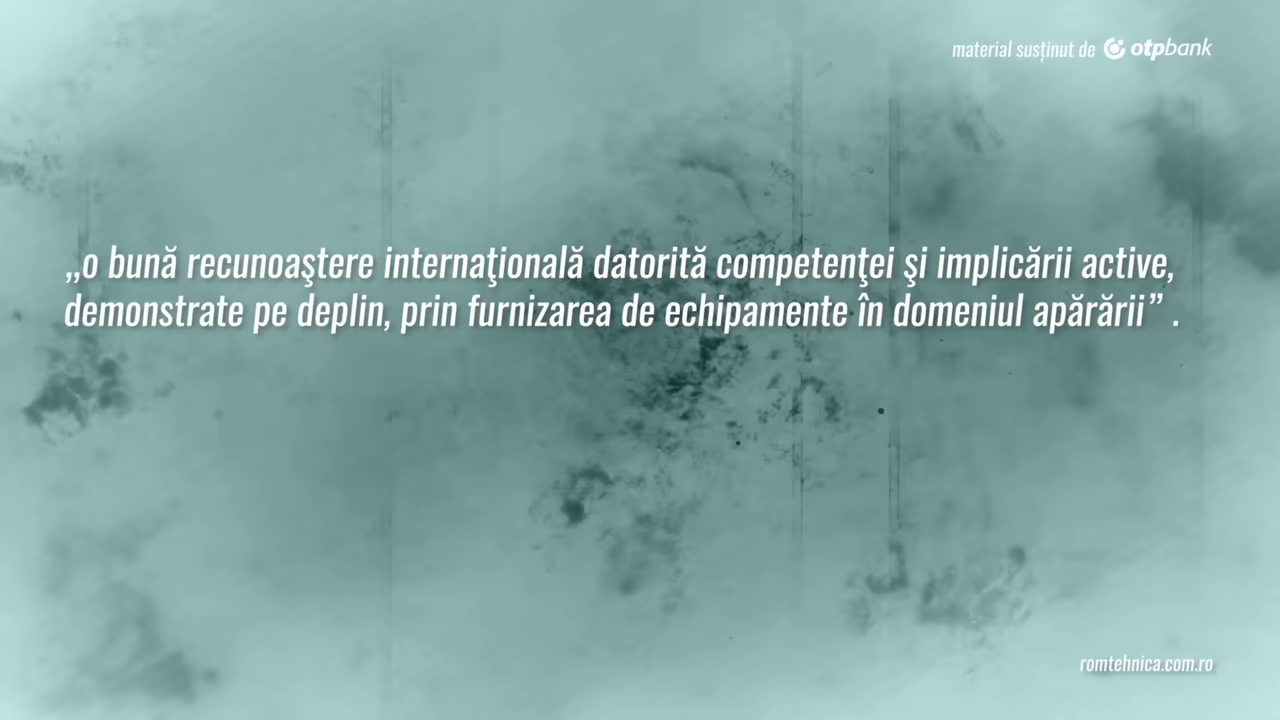 material susținut de otpbank
„o bună recunoaştere internaţională datorită competenţei şi implicării active,
demonstrate pe deplin, prin furnizarea de echipamente în domeniul apărării” .
romtehnica.com.ro